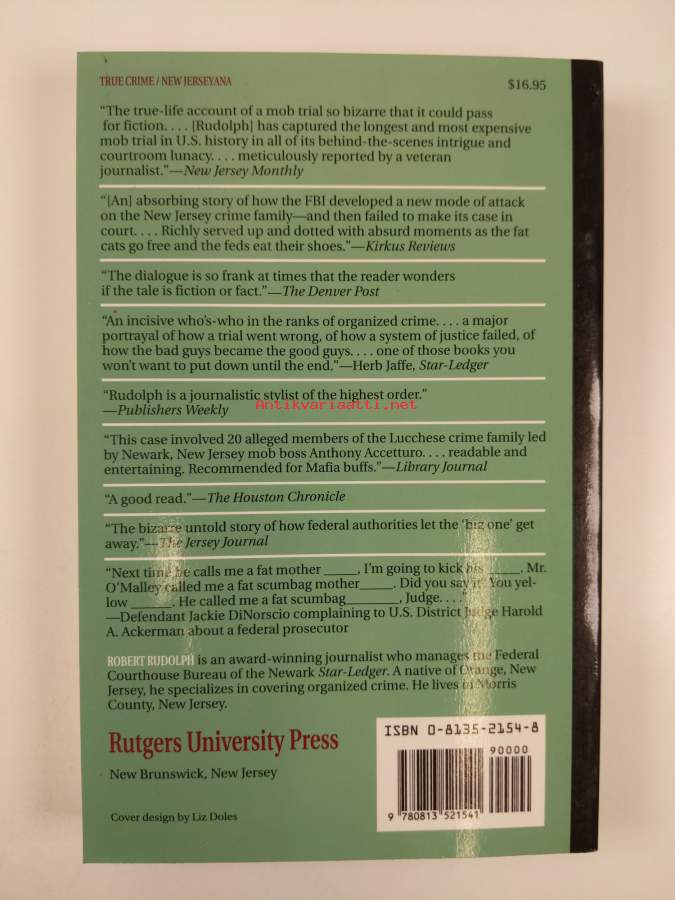 TRUE CRIME / NEW JERSEYANA
$16.95
“The true-life account of a mob trial so bizarre that it could pass
for fiction. . . . [Rudolph] has captured the longest and most expensive
mob trial in U.S. history in all of its behind-the-scenes intrigue and
courtroom lunacy. . . . meticulously reported by a veteran
journalist.”—New Jersey Monthly
“[An] absorbing story of how the FBI developed a new mode of attack
on the New Jersey crime family—and then failed to make its case in
court. . . . Richly served up and dotted with absurd moments as the fat
cats go free and the feds eat their shoes.”—Kirkus Reviews
“The dialogue is so frank at times that the reader wonders
if the tale is fiction or fact.”—The Denver Post
“An incisive who’s-who in the ranks of organized crime. . . . a major
portrayal of how a trial went wrong, of how a system of justice failed, of
how the bad guys became the good guys. . . . one of those books you
won’t want to put down until the end.”—Herb Jaffe, Star-Ledger
“Rudolph is a journalistic stylist of the highest order.”
—Publishers Weekly
Antikvariaatti.net
“This case involved 20 alleged members of the Lucchese crime family led
by Newark, New Jersey mob boss Anthony Accetturo. . . . readable and
entertaining. Recommended for Mafia buffs.”—Library Journal
“A good read.”—The Houston Chronicle
“The bizarre untold story of how federal authorities let the ‘big one’ get
away.”—The Jersey Journal
“Next time he calls me a fat mother _____, I’m going to kick his _____. Mr.
O’Malley called me a fat scumbag mother_____. Did you say it? You yel-
low ______. He called me a fat scumbag________, Judge. . . .”
—Defendant Jackie DiNorscio complaining to U.S. District Judge Harold
A. Ackerman about a federal prosecutor
ROBERT RUDOLPH is an award-winning journalist who manages the Federal
Courthouse Bureau of the Newark Star-Ledger. A native of Orange, New
Jersey, he specializes in covering organized crime. He lives in Morris
County, New Jersey.
Rutgers University Press
New Brunswick, New Jersey
Cover design by Liz Doles
ISBN 0-8135-2154-8
90000
9 780813 521541